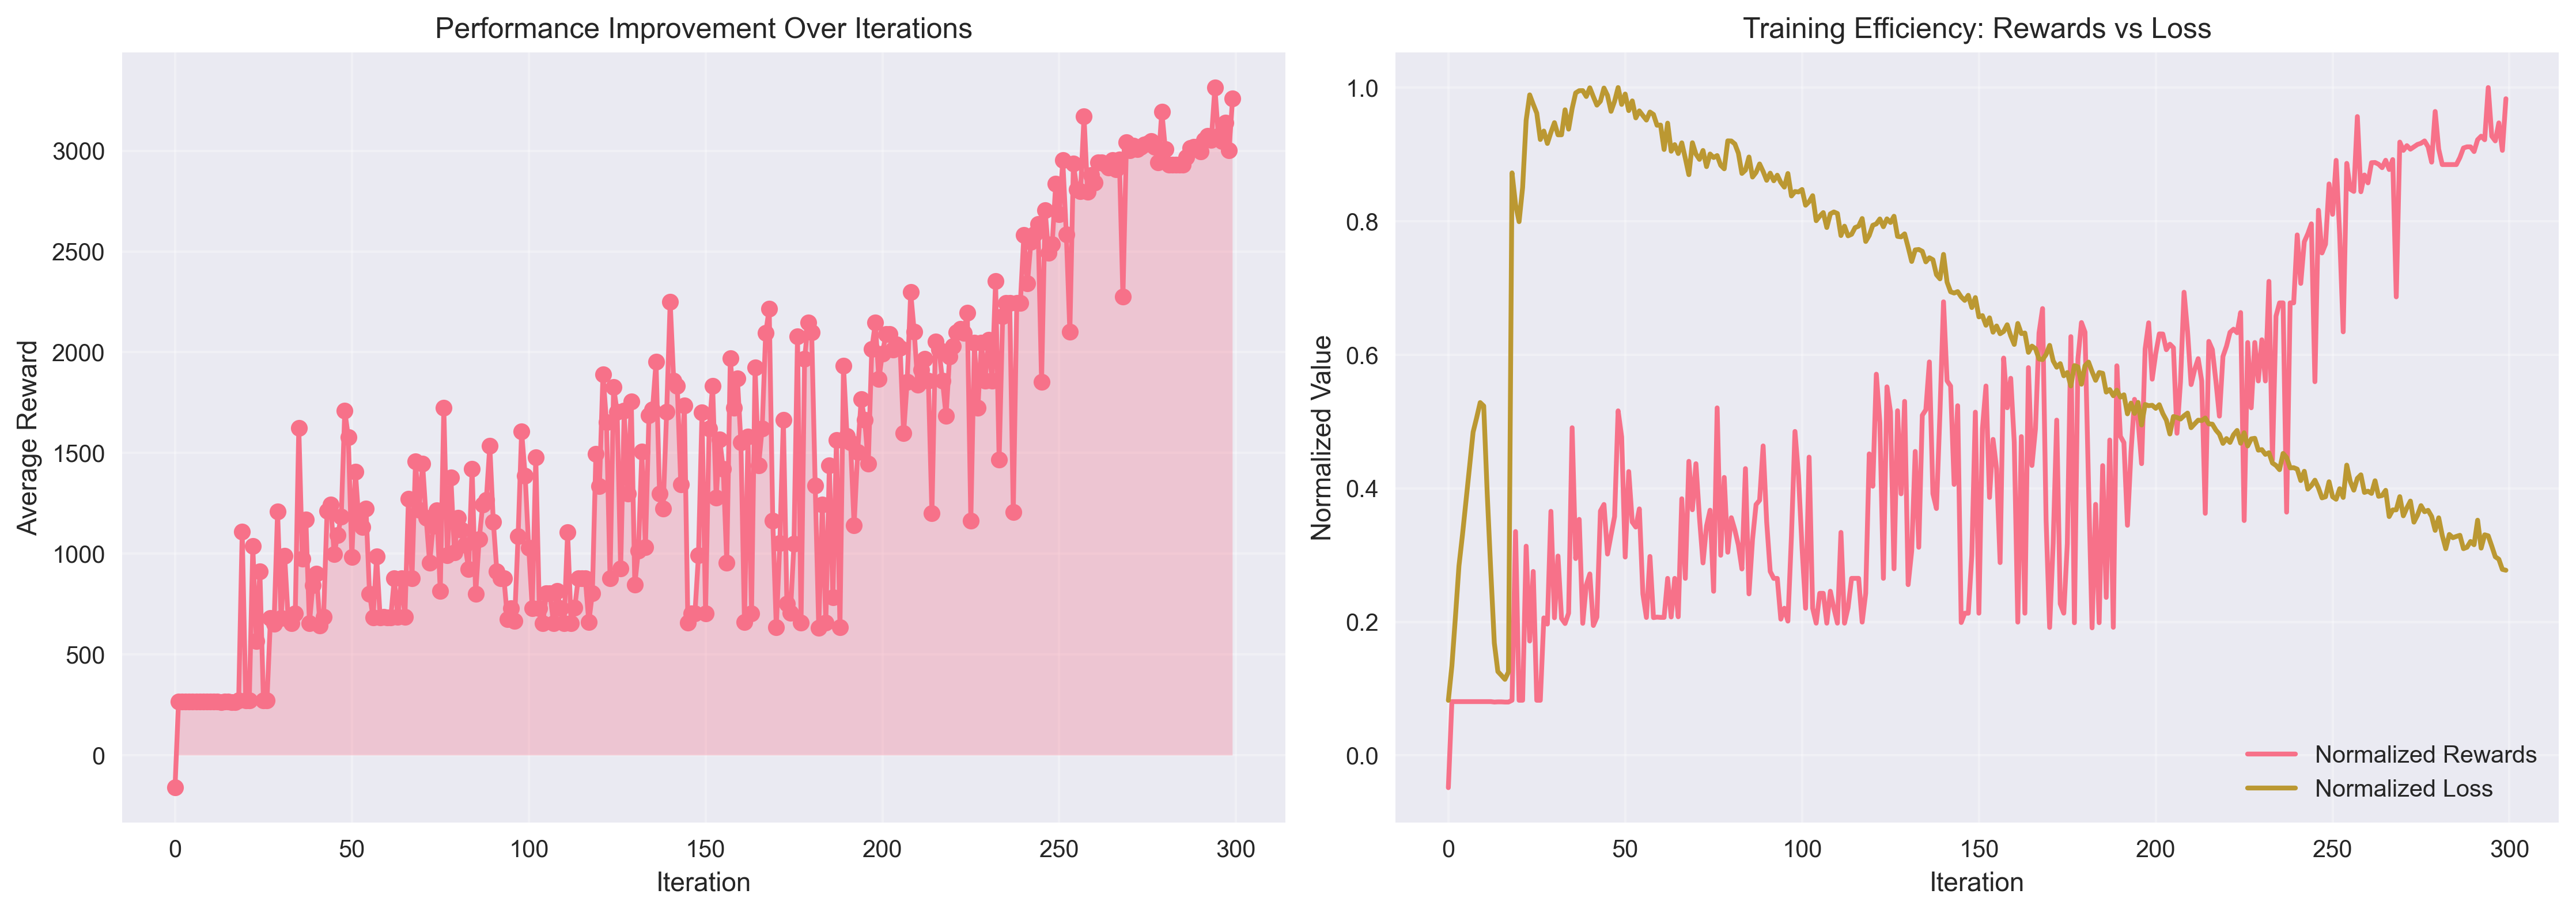 Performance Improvement Over Iterations
Average Reward
3000
2500
2000
1500
1000
500
0
0 50 100 150 200 250 300
Iteration
Training Efficiency: Rewards vs Loss
Normalized Value
1.0
0.8
0.6
0.4
0.2
0.0
Normalized Rewards
Normalized Loss
0 50 100 150 200 250 300
Iteration